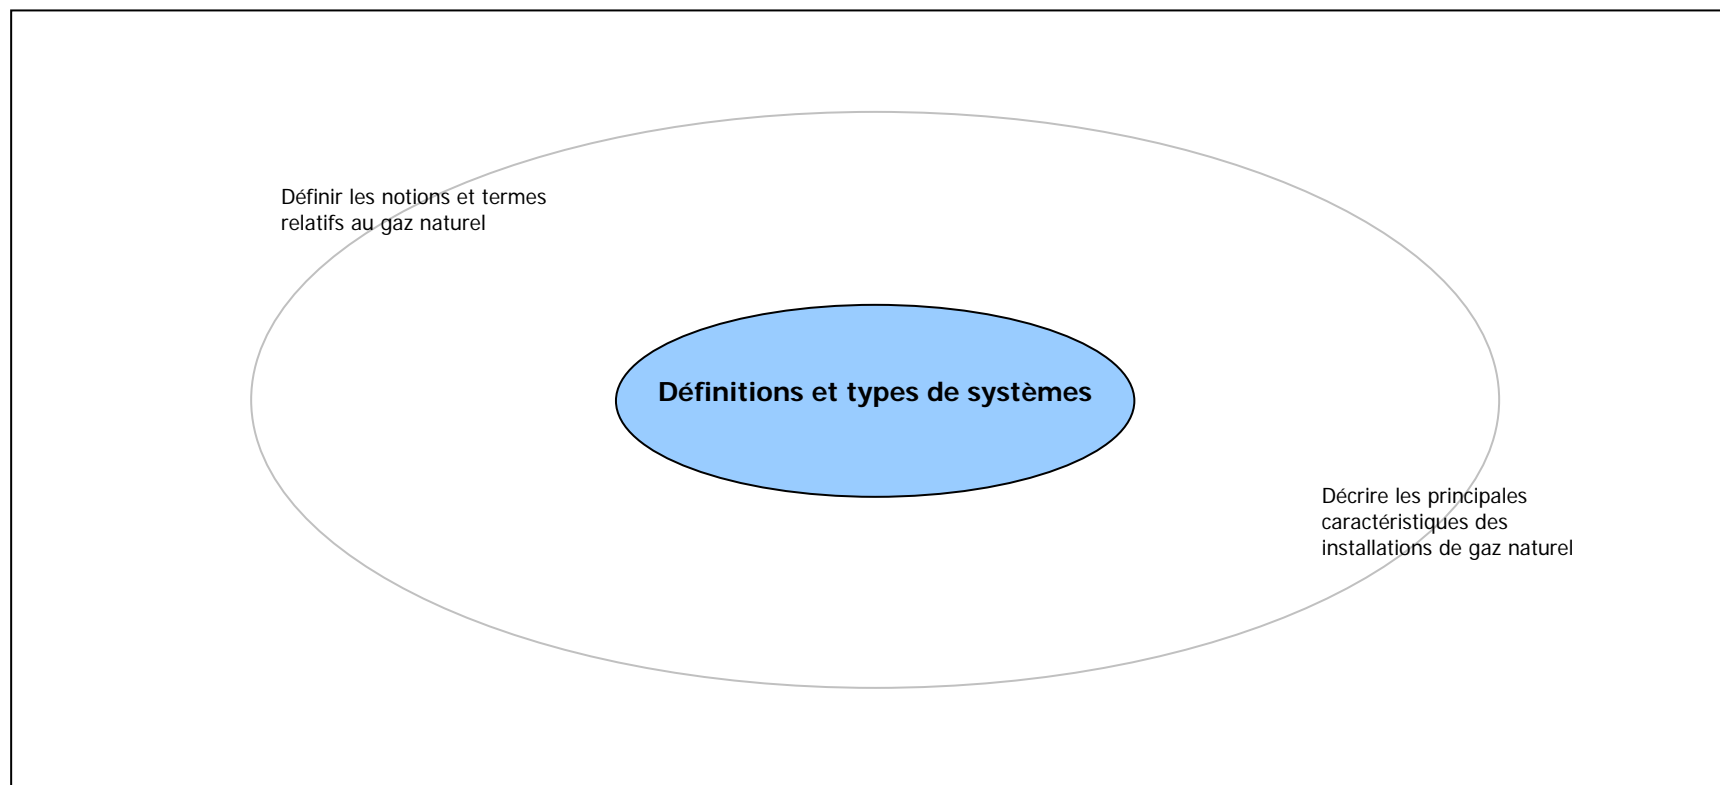 Définir les notions et termes
relatifs au gaz naturel
Définitions et types de systèmes
Décrire les principales
caractéristiques des
installations de gaz naturel